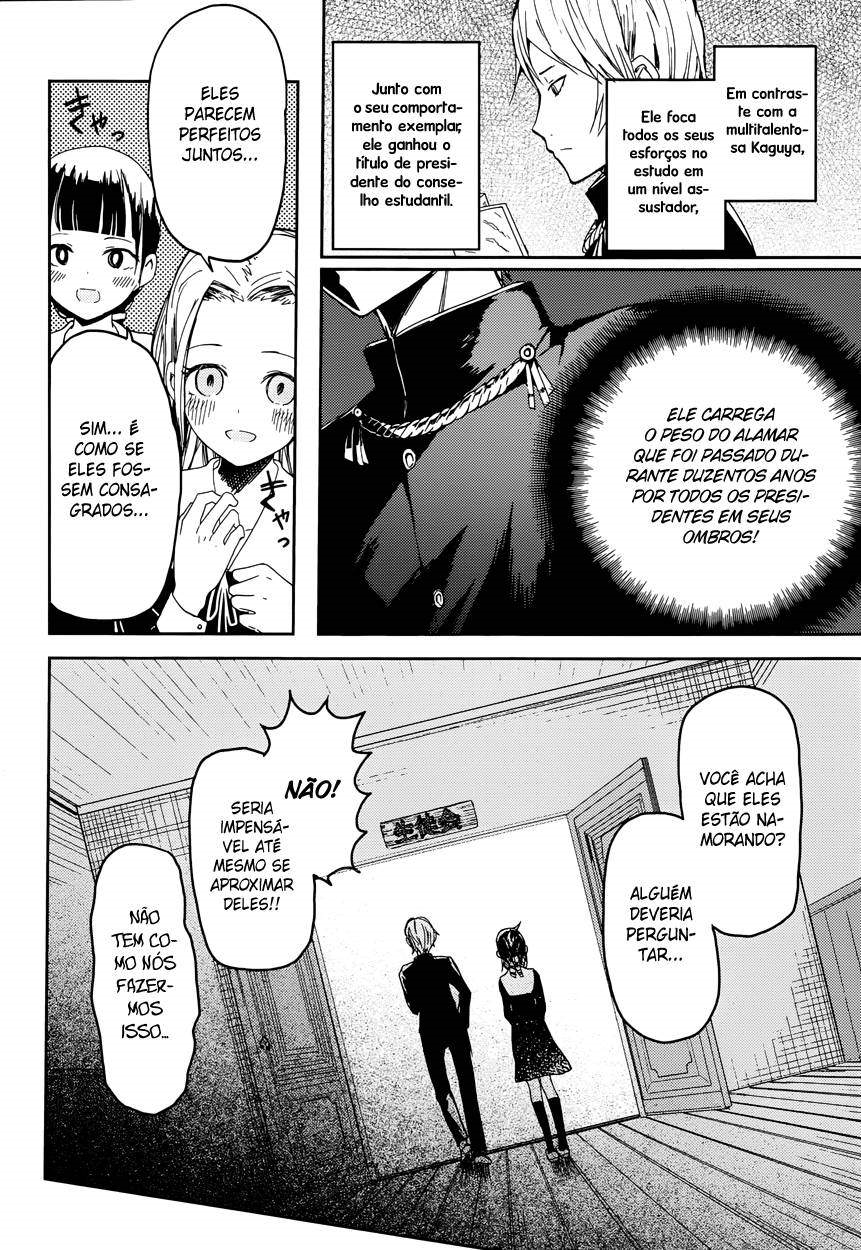 Em contras-
te com a
multitalento-
sa Kaguya,
Ele foca
todos os seus
esforços no
estudo em
um nível as-
sustador,
Junto com
o seu comporta-
mento exemplar,
ele ganhou o
título de presi-
dente do conse-
lho estudantil.
ELE CARREGA
O PESO DO ALAMAR
QUE FOI PASSADO DU-
RANTE DUZENTOS ANOS
POR TODOS OS PRESI-
DENTES EM SEUS
OMBROS!
ELES
PARECEM
PERFEITOS
JUNTOS...
きゃっ
SIM... É
COMO SE
ELES FOS-
SEM CONSA-
GRADOS...
きゃっ
VOCÊ ACHA
QUE ELES
ESTÃO NA-
MORANDO?
ALGUÉM
DEVERIA
PERGUN-
TAR...
生徒会
NÃO!
SERIA
IMPENSÁ-
VEL ATÉ
MESMO SE
APROXIMAR
DELES!!
NÃO
TEM CO-
MO NÓS
FAZER-
MOS
ISSO...